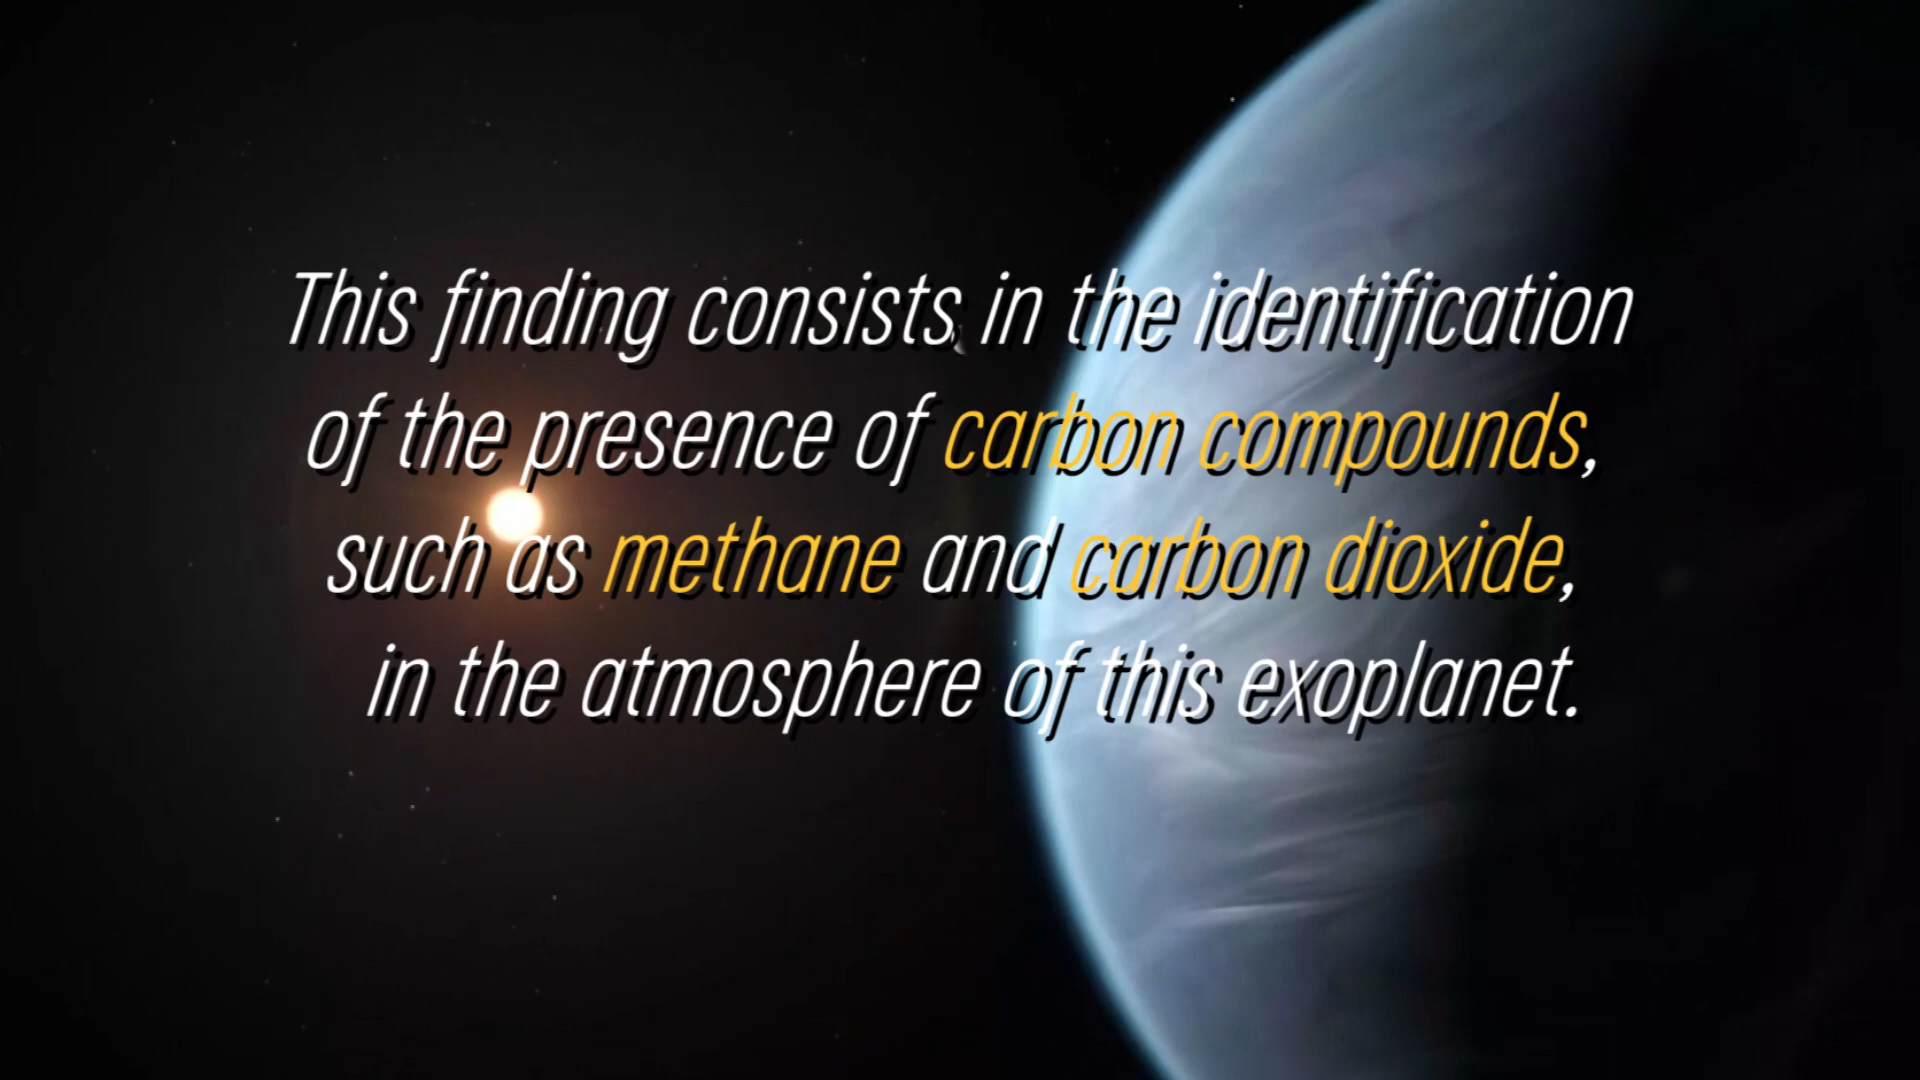 This finding consists in the identification
of the presence of carbon compounds,
such as methane and carbon dioxide,
in the atmosphere of this exoplanet.